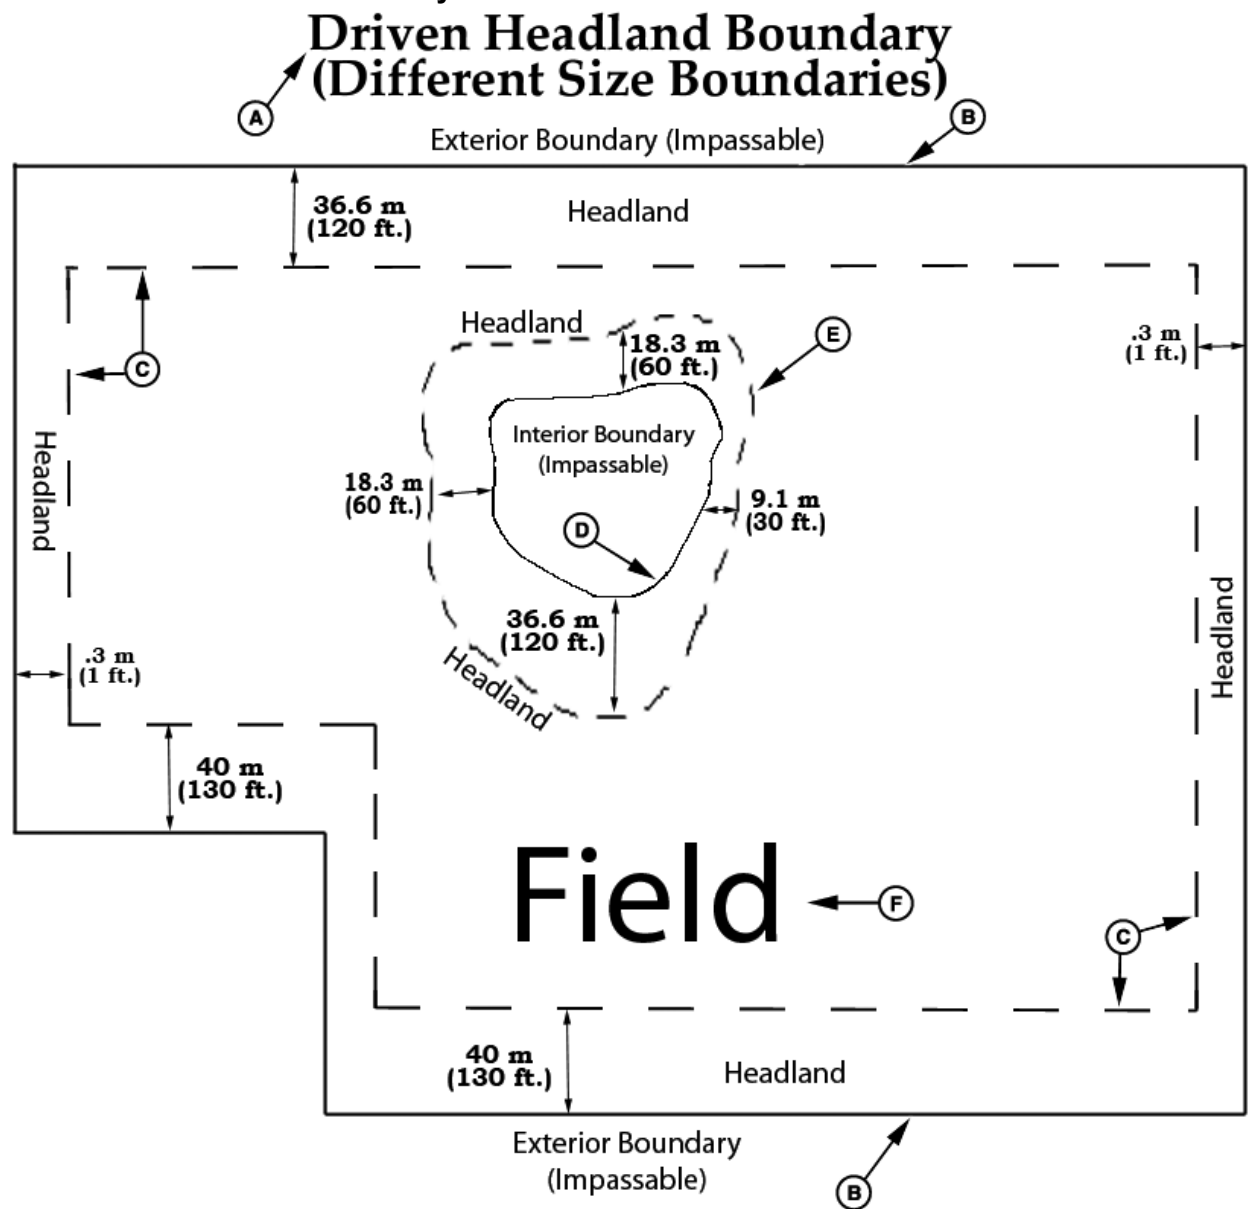 Driven Headland Boundary
(Different Size Boundaries)
A
B
Exterior Boundary (Impassable)
36.6 m
(120 ft.)
Headland
Headland
18.3 m
(60 ft.)
E
.3 m
(1 ft.)
C
Interior Boundary
(Impassable)
Headland
18.3 m
(60 ft.)
9.1 m
(30 ft.)
D
36.6 m
(120 ft.)
Headland
Headland
.3 m
(1 ft.)
40 m
(130 ft.)
Field
F
C
40 m
(130 ft.)
Headland
Exterior Boundary
(Impassable)
B